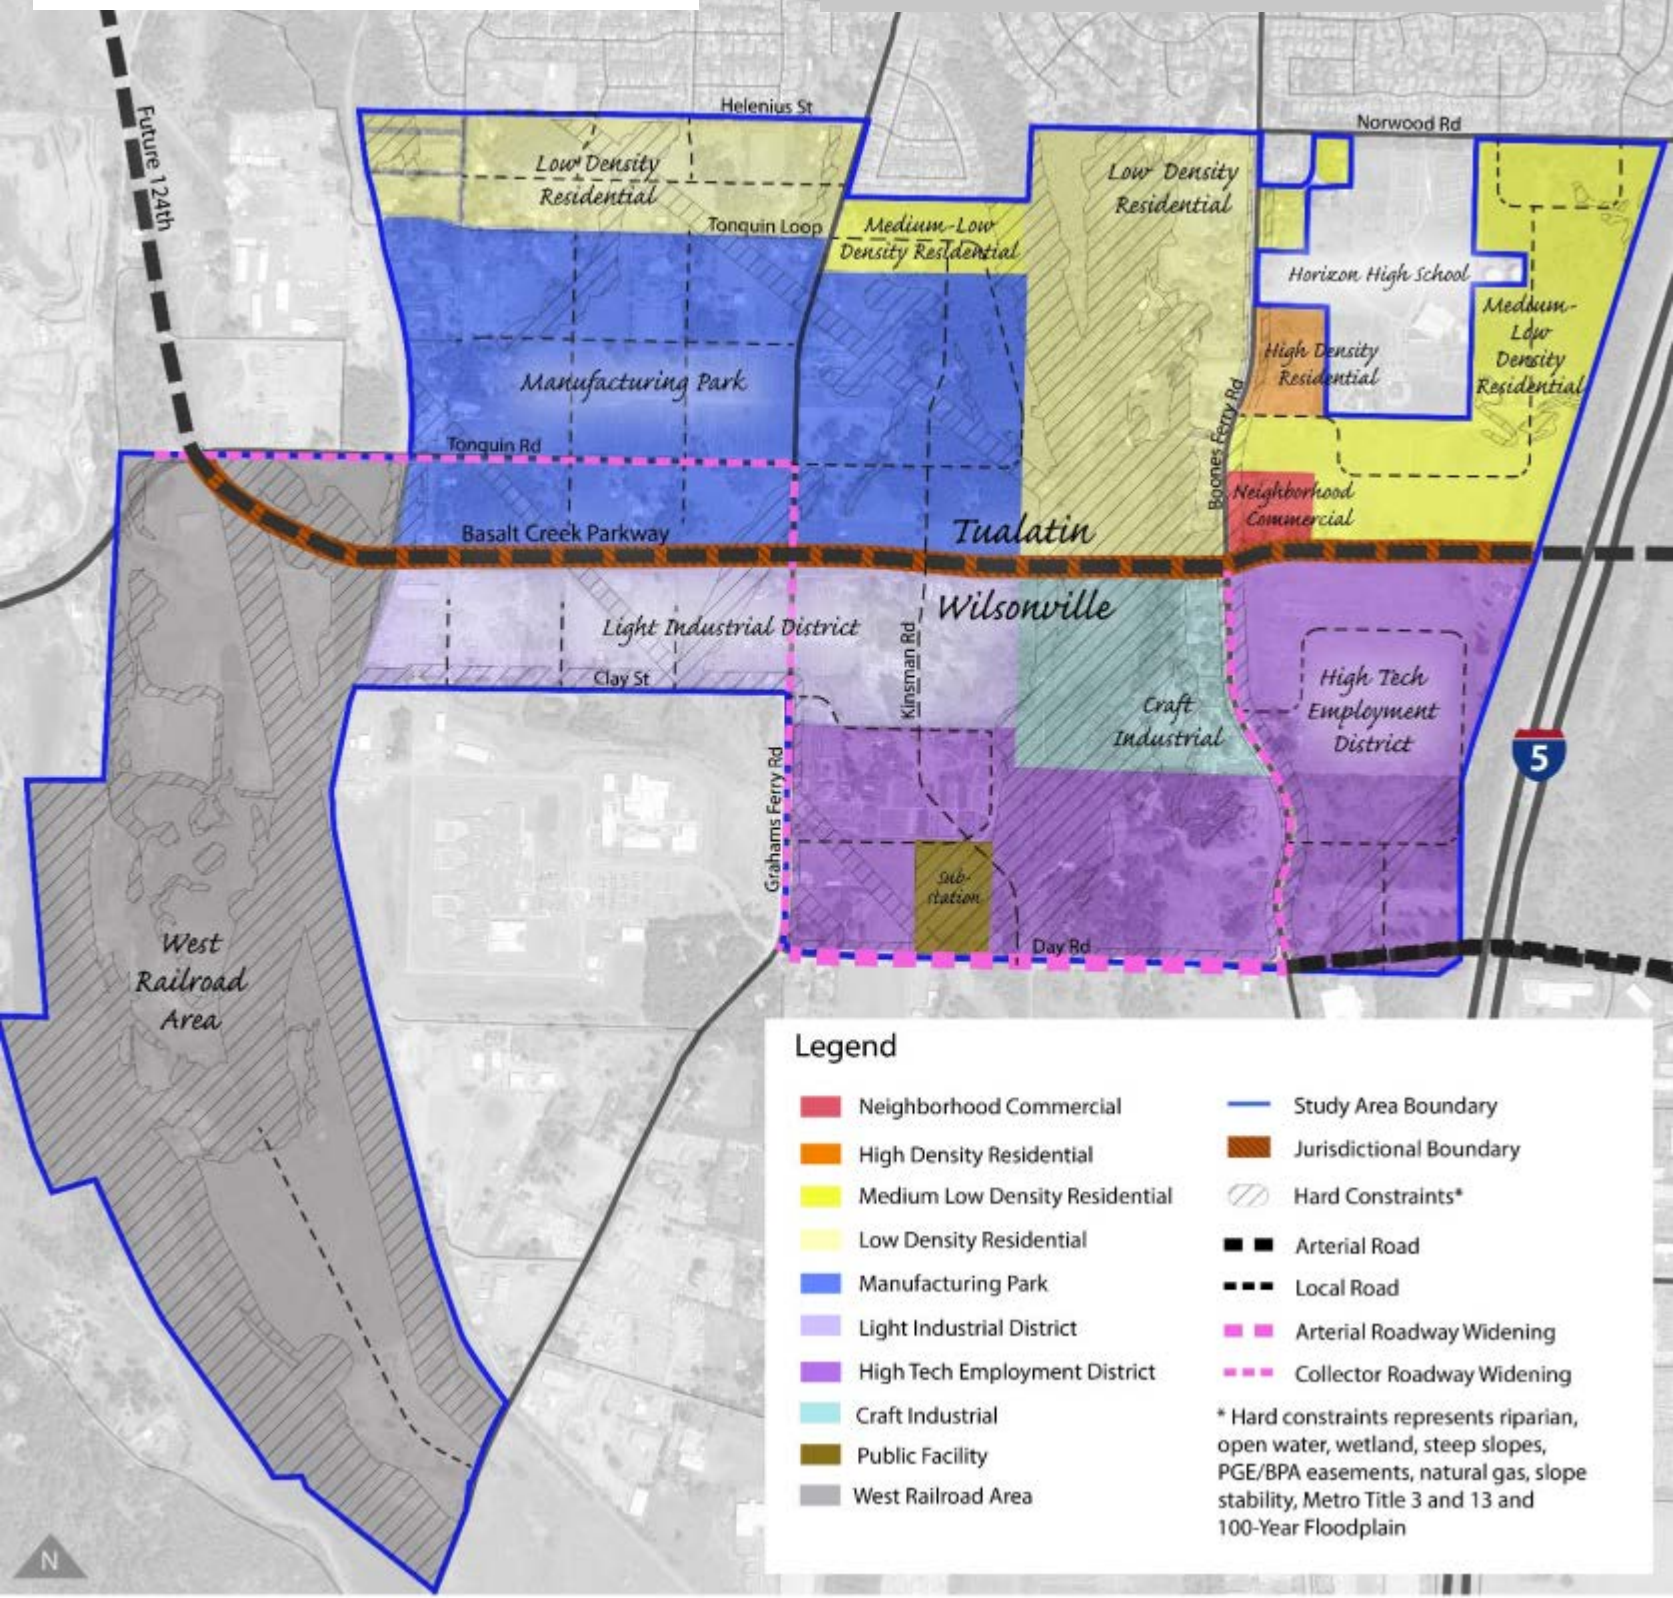 Helenius St
Norwood Rd
Future 124th
Low Density
Residential
Low Density
Residential
Tonquin Loop
Medium-Low
Density Residential
Horizon High School
Medium-
Low
Density
Residential
High Density
Residential
Manufacturing Park
Boones Ferry Rd
Tonquin Rd
Neighborhood
Commercial
Basalt Creek Parkway
Tualatin
Wilsonville
Light Industrial District
Kinsman Rd
Clay St
Craft
Industrial
High Tech
Employment
District
5
Grahams Ferry Rd
Sub-
station
Day Rd
West
Railroad
Area
Legend
Neighborhood Commercial
High Density Residential
Medium Low Density Residential
Low Density Residential
Manufacturing Park
Light Industrial District
High Tech Employment District
Craft Industrial
Public Facility
West Railroad Area
Study Area Boundary
Jurisdictional Boundary
Hard Constraints*
Arterial Road
Local Road
Arterial Roadway Widening
Collector Roadway Widening
* Hard constraints represents riparian,
open water, wetland, steep slopes,
PGE/BPA easements, natural gas, slope
stability, Metro Title 3 and 13 and
100-Year Floodplain
N